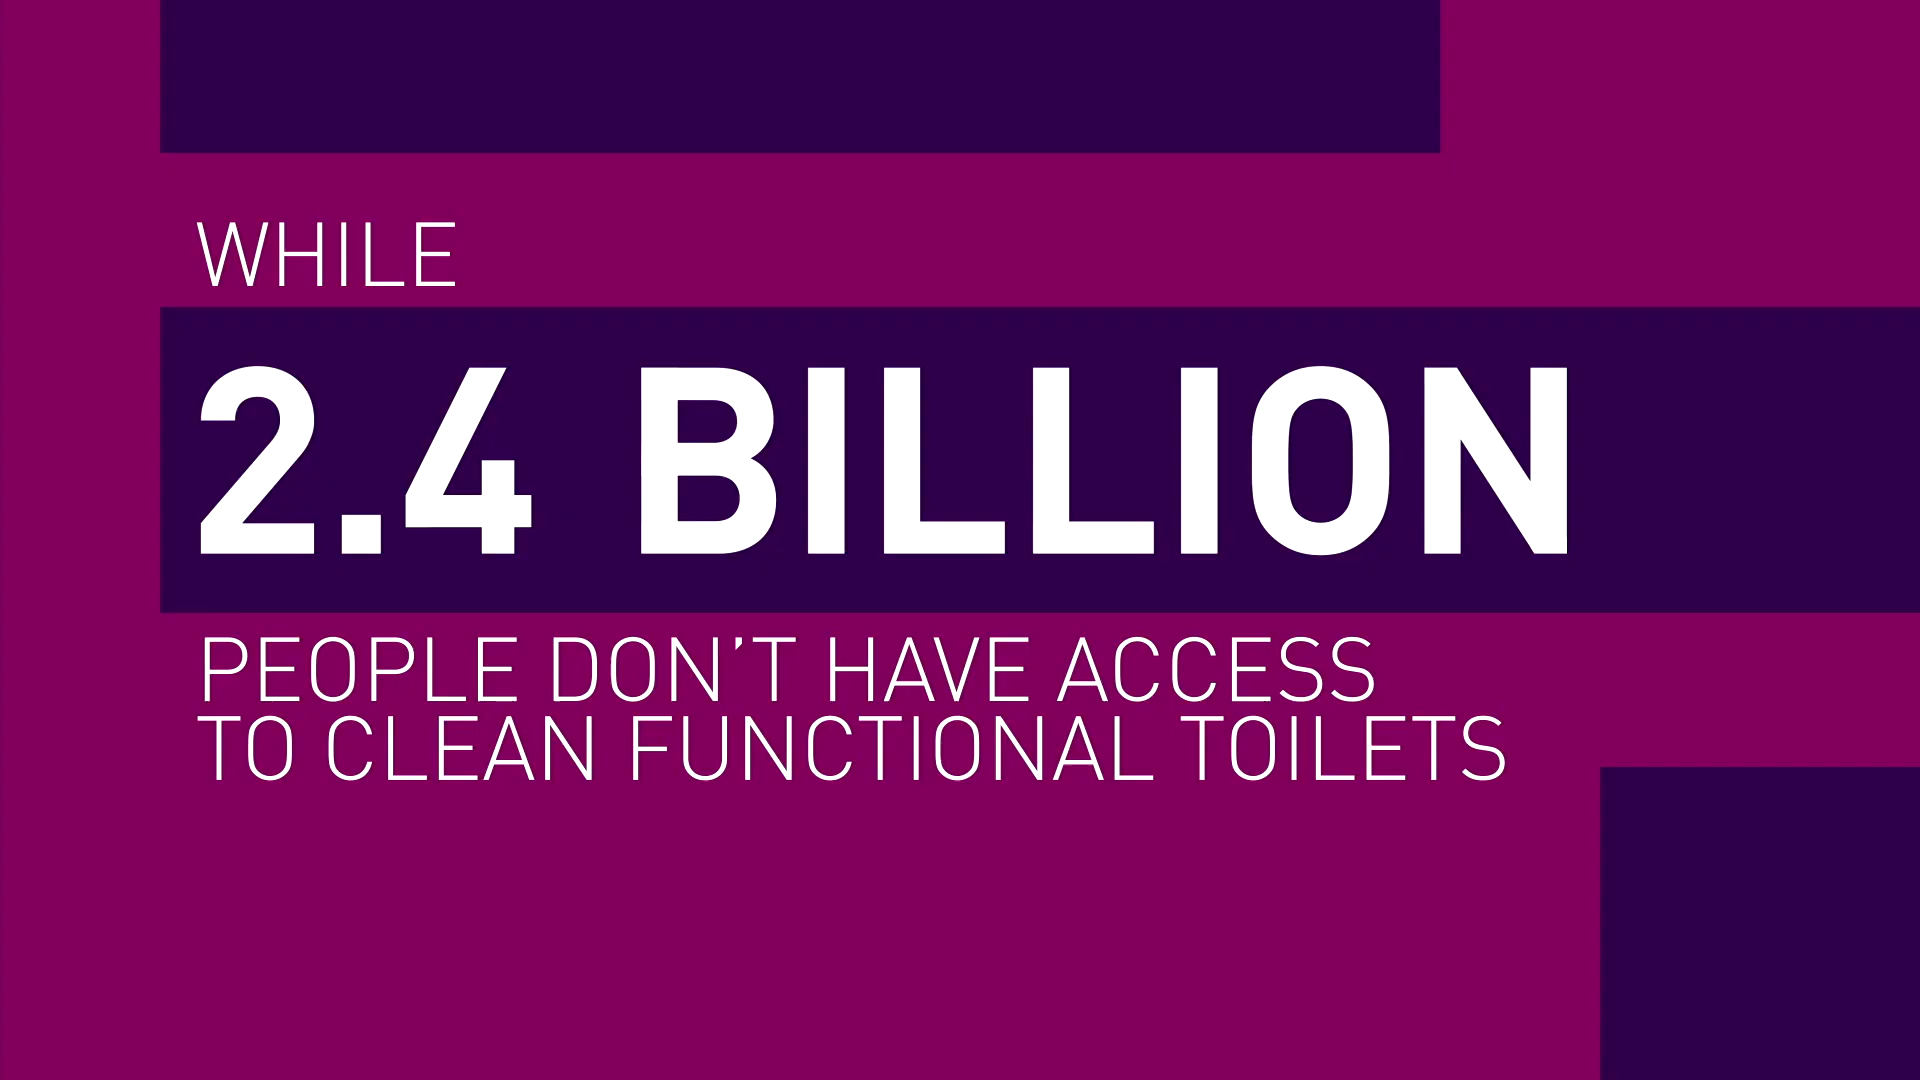 WHILE
2.4 BILLION
PEOPLE DON'T HAVE ACCESS
TO CLEAN FUNCTIONAL TOILETS